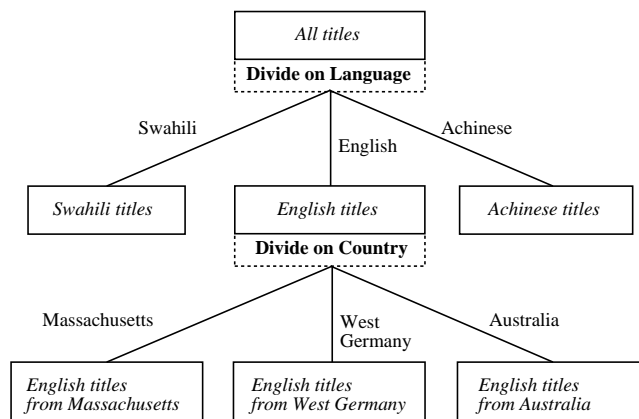 All titles
Divide on Language
Swahili
English
Achinese
Swahili titles
English titles
Achinese titles
Divide on Country
Massachusetts
West
Germany
Australia
English titles
from Massachusetts
English titles
from West Germany
English titles
from Australia